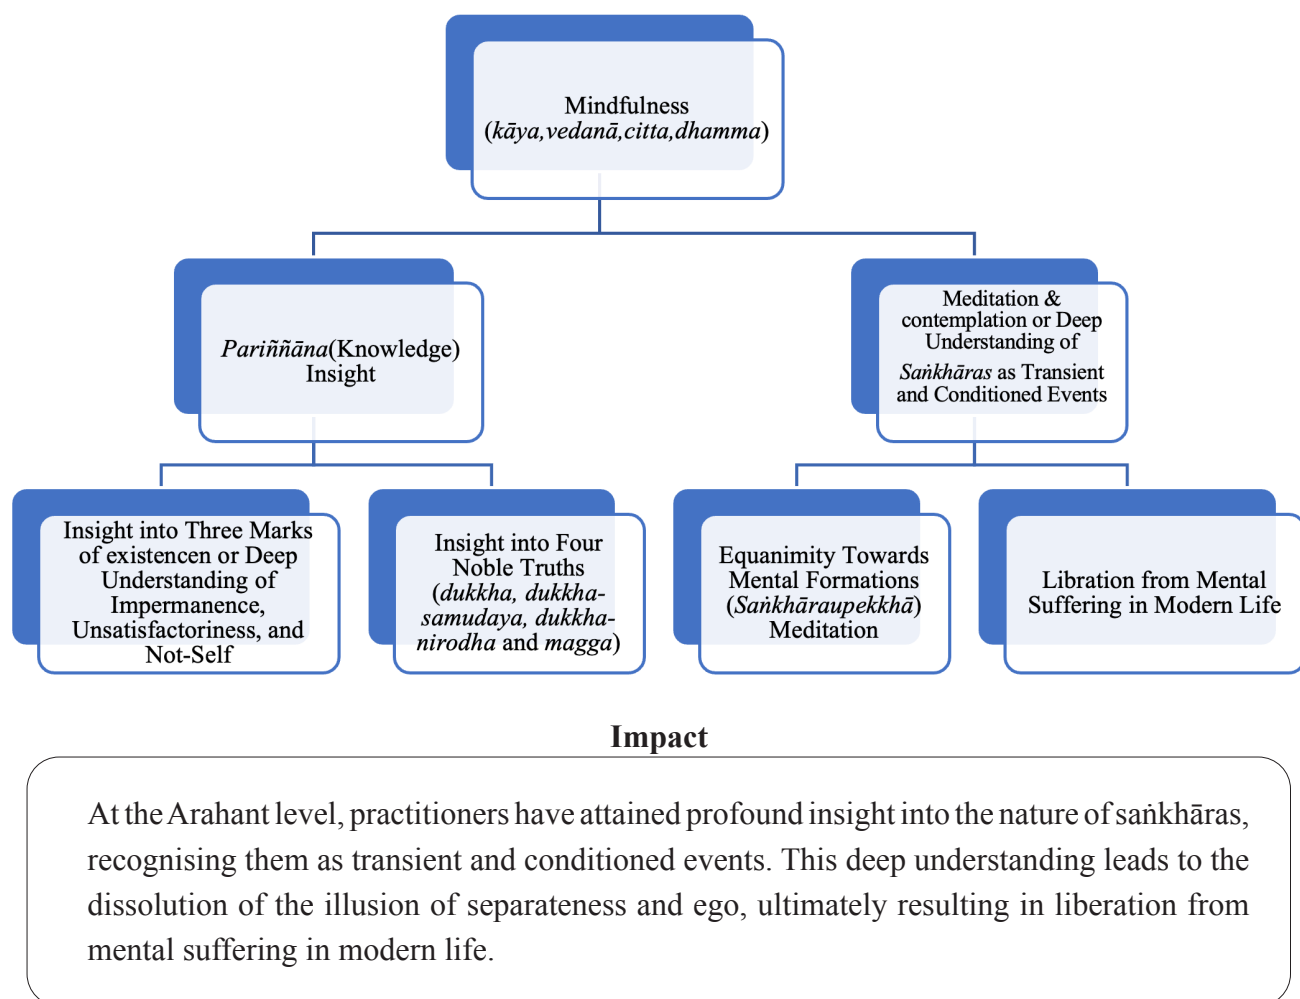 Mindfulness
(kāya,vedanā,citta,dhamma)
Pariññāna(Knowledge)
Insight
Meditation &
contemplation or Deep
Understanding of
Saṅkhāras as Transient
and Conditioned Events
Insight into Three Marks
of existencen or Deep
Understanding of
Impermanence,
Unsatisfactoriness, and
Not-Self
Insight into Four
Noble Truths
(dukkha, dukkha-
samudaya, dukkha-
nirodha and magga)
Equanimity Towards
Mental Formations
(Saṅkhāraupekkhā)
Meditation
Libration from Mental
Suffering in Modern Life
Impact
At the Arahant level, practitioners have attained profound insight into the nature of saṅkhāras,
recognising them as transient and conditioned events. This deep understanding leads to the
dissolution of the illusion of separateness and ego, ultimately resulting in liberation from
mental suffering in modern life.